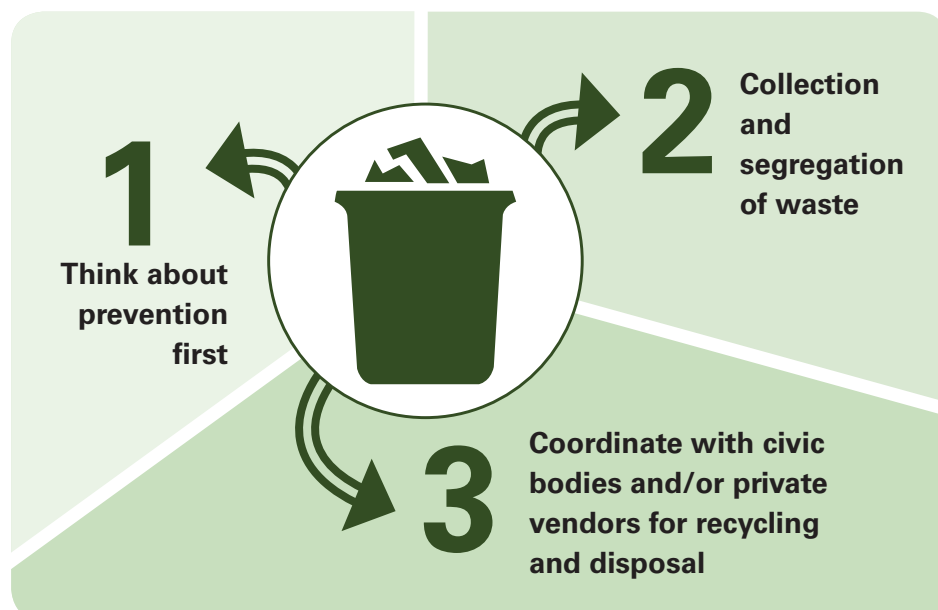 1
Think about
prevention
first
2
Collection
and
segregation
of waste
3
Coordinate with civic
bodies and/or private
vendors for recycling
and disposal